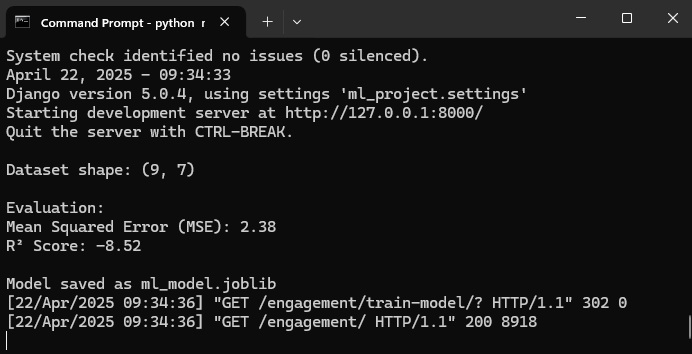 Command Prompt - python r
System check identified no issues (0 silenced).
April 22, 2025 - 09:34:33
Django version 5.0.4, using settings 'ml_project.settings'
Starting development server at http://127.0.0.1:8000/
Quit the server with CTRL-BREAK.
Dataset shape: (9, 7)
Evaluation:
Mean Squared Error (MSE): 2.38
R² Score: -8.52
Model saved as ml_model.joblib
[22/Apr/2025 09:34:36] "GET /engagement/train-model/? HTTP/1.1" 302 0
[22/Apr/2025 09:34:36] "GET /engagement/ HTTP/1.1" 200 8918